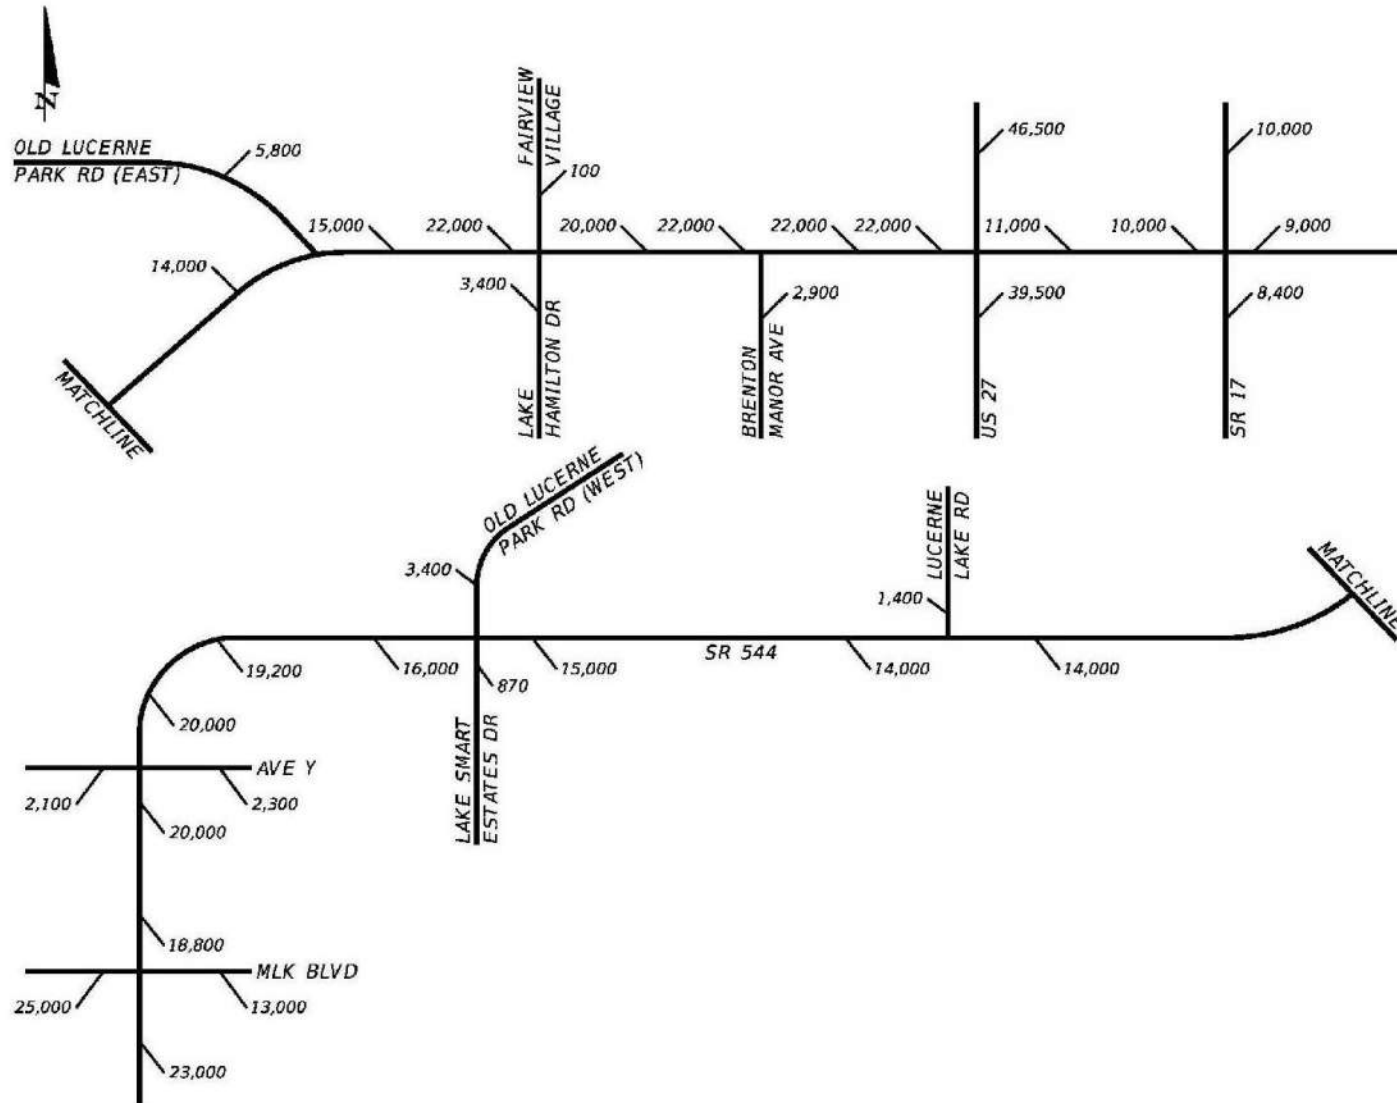 N
OLD LUCERNE
PARK RD (EAST)
5,800
FAIRVIEW
VILLAGE
100
46,500
10,000
15,000
22,000
20,000
22,000
22,000
22,000
11,000
10,000
9,000
14,000
3,400
2,900
39,500
8,400
LAKE
HAMILTON DR
BRENTON
MANOR AVE
US 27
SR 17
MATCHLINE
OLD LUCERNE
PARK RD (WEST)
3,400
LUCERNE
LAKE RD
1,400
MATCHLINE
19,200
16,000
870
15,000
SR 544
14,000
14,000
20,000
LAKE SMART
ESTATES DR
AVE Y
2,100
2,300
20,000
18,800
MLK BLVD
25,000
13,000
23,000